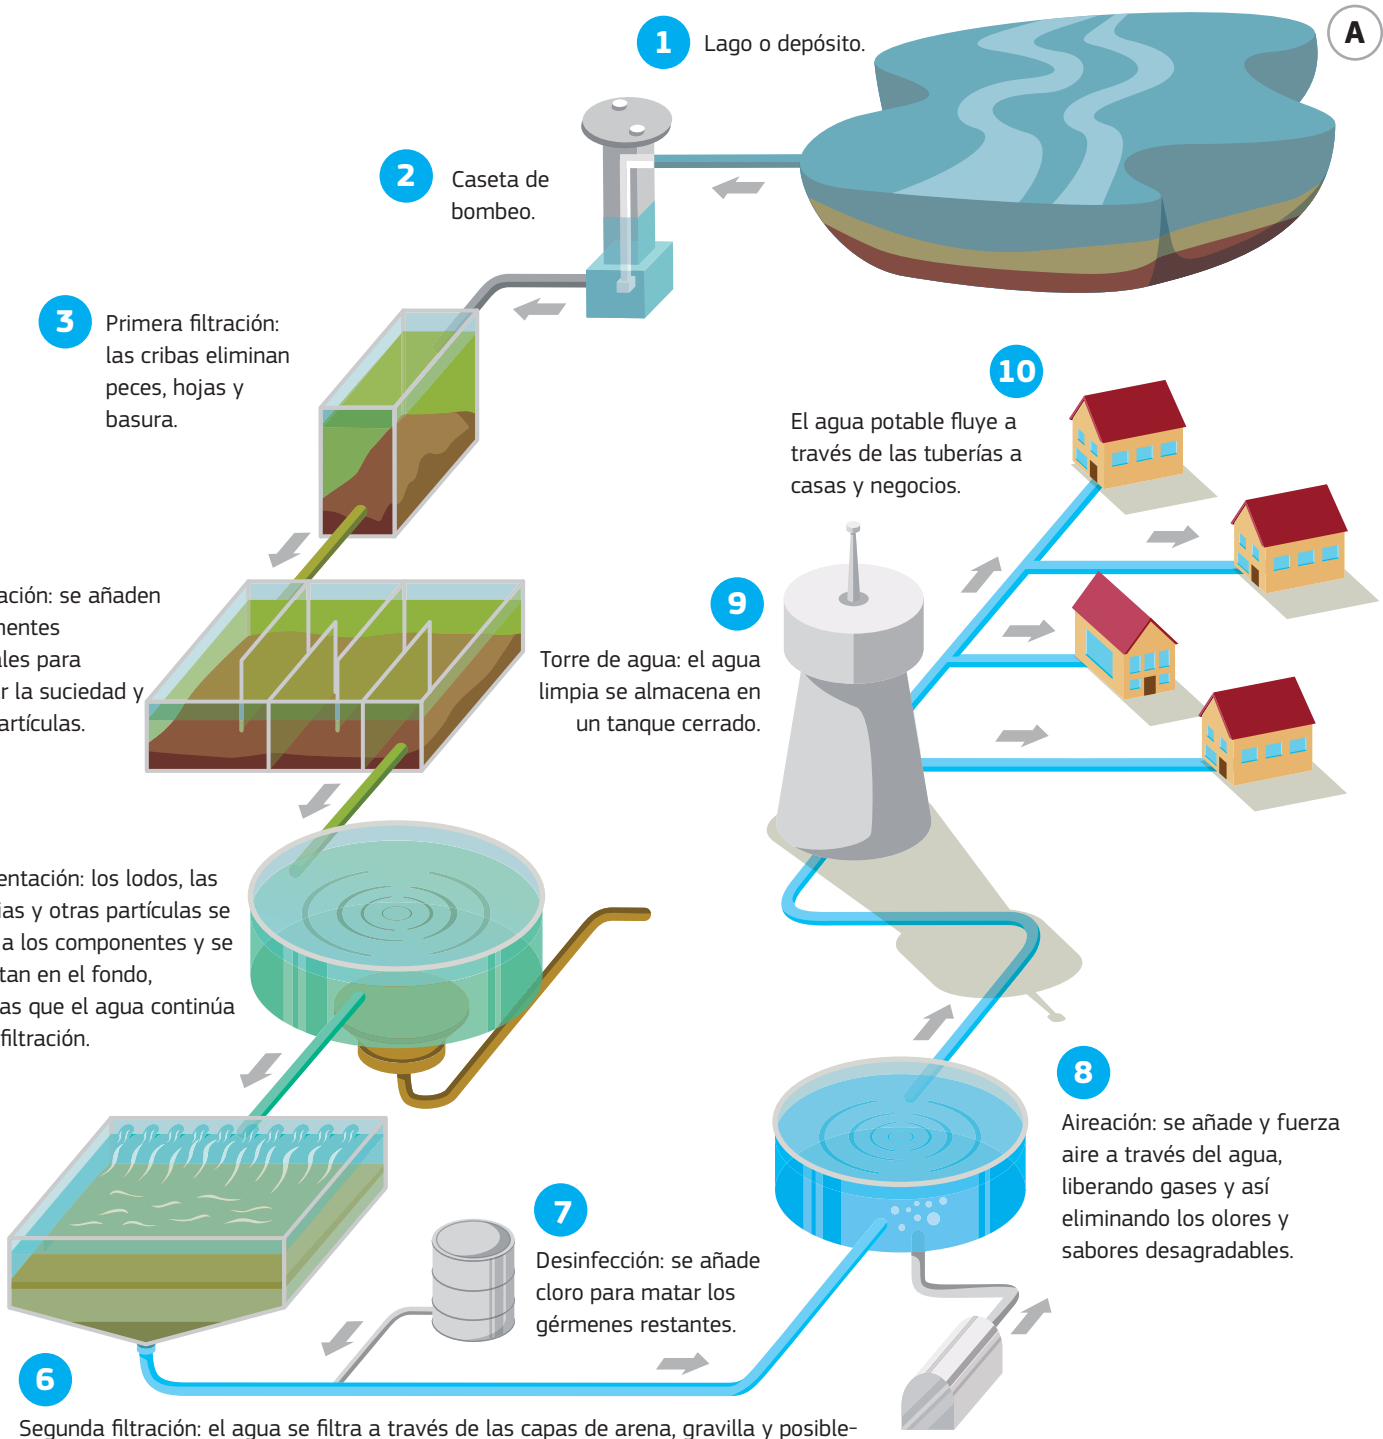 A
1
Lago o depósito.
2
Caseta de
bombeo.
3
Primera filtración:
las cribas eliminan
peces, hojas y
basura.
ación: se añaden
nentes
ales para
r la suciedad y
artículas.
entación: los lodos, las
ias y otras partículas se
a los componentes y se
tan en el fondo,
as que el agua continúa
filtración.
6
Segunda filtración: el agua se filtra a través de las capas de arena, gravilla y posible-
7
Desinfección: se añade
cloro para matar los
gérmenes restantes.
8
Aireación: se añade y fuerza
aire a través del agua,
liberando gases y así
eliminando los olores y
sabores desagradables.
9
Torre de agua: el agua
limpia se almacena en
un tanque cerrado.
10
El agua potable fluye a
través de las tuberías a
casas y negocios.